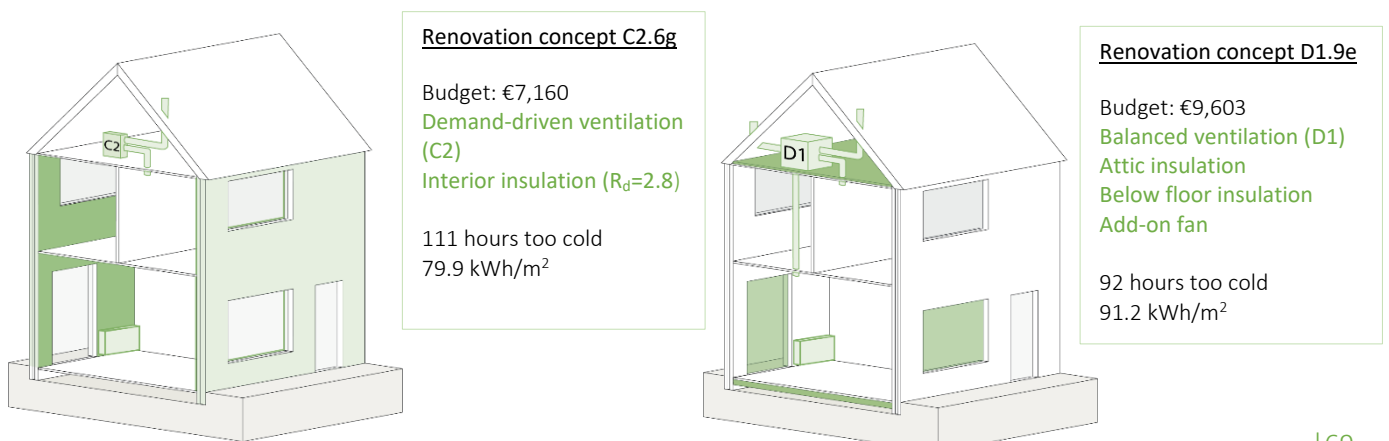 Renovation concept C2.6g
Budget: €7,160
Demand-driven ventilation
(C2)
Interior insulation (Rd=2.8)
111 hours too cold
79.9 kWh/m2
C2
Renovation concept D1.9e
Budget: €9,603
Balanced ventilation (D1)
Attic insulation
Below floor insulation
Add-on fan
92 hours too cold
91.2 kWh/m2
D1